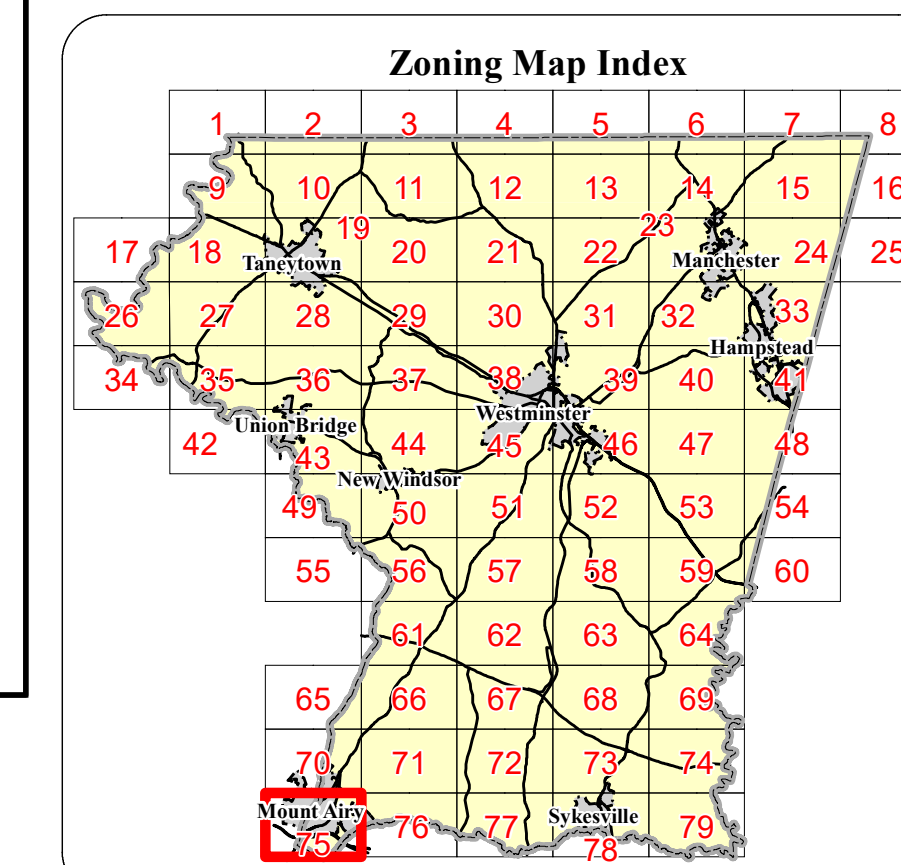 Zoning Map Index
1 2 3 4 5 6 7 8
9 10 11 12 13 14 15 16
19 23
17 18 20 21 22 24 25
Taneytown Manchester
26 27 28 29 30 31 32 33
Hampstead
34 35 36 37 38 39 40 41
Westminster
Union Bridge
42 43 44 45 46 47 48
New Windsor
49 50 51 52 53 54
55 56 57 58 59 60
61 62 63 64
65 66 67 68 69
70 71 72 73 74
Mount Airy Sykesville
75 76 77 78 79